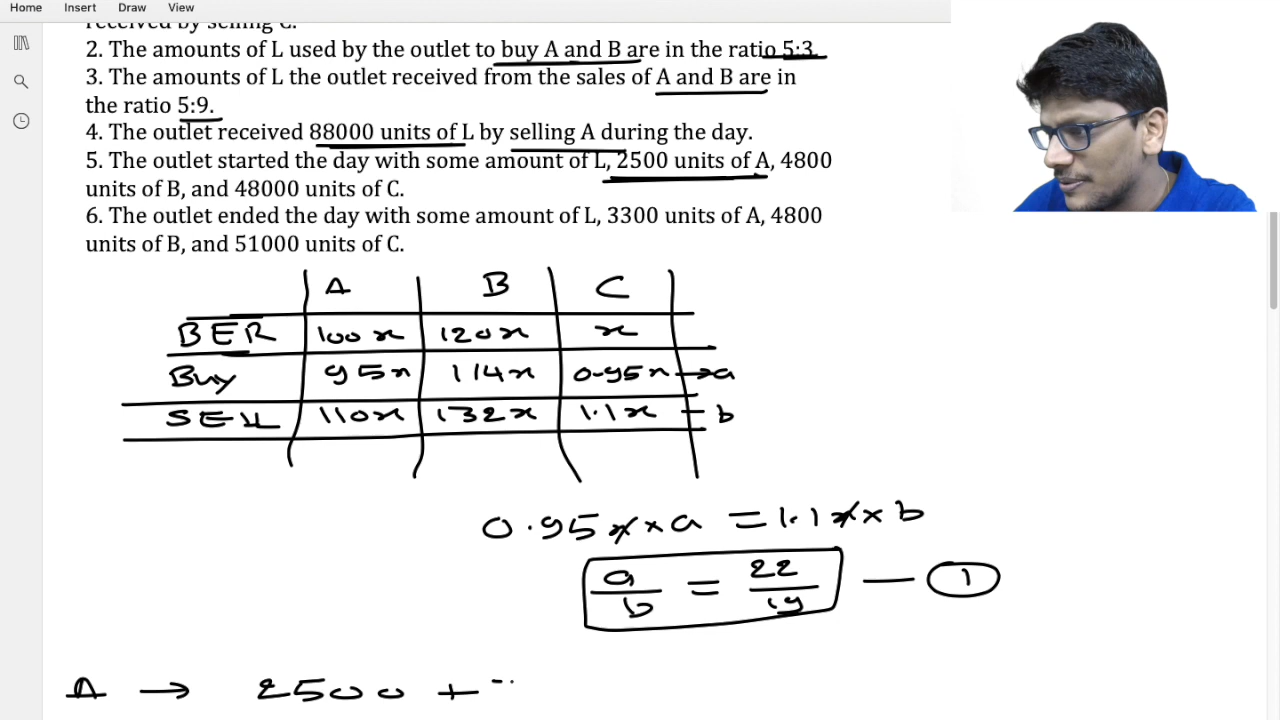 Home Insert Draw View
received by selling C.
2. The amounts of L used by the outlet to buy A and B are in the ratio 5:3.
3. The amounts of L the outlet received from the sales of A and B are in
the ratio 5:9.
4. The outlet received 88000 units of L by selling A during the day.
5. The outlet started the day with some amount of L, 2500 units of A, 4800
units of B, and 48000 units of C.
6. The outlet ended the day with some amount of L, 3300 units of A, 4800
units of B, and 51000 units of C.
A B C
BER 100x 120x x
Buy 95x 114x 0.95x → a
SELL 110x 132x 1.1x - b
0.95x × a = 1.1x × b
a/b = 22/19 — 1
A → 2500 +